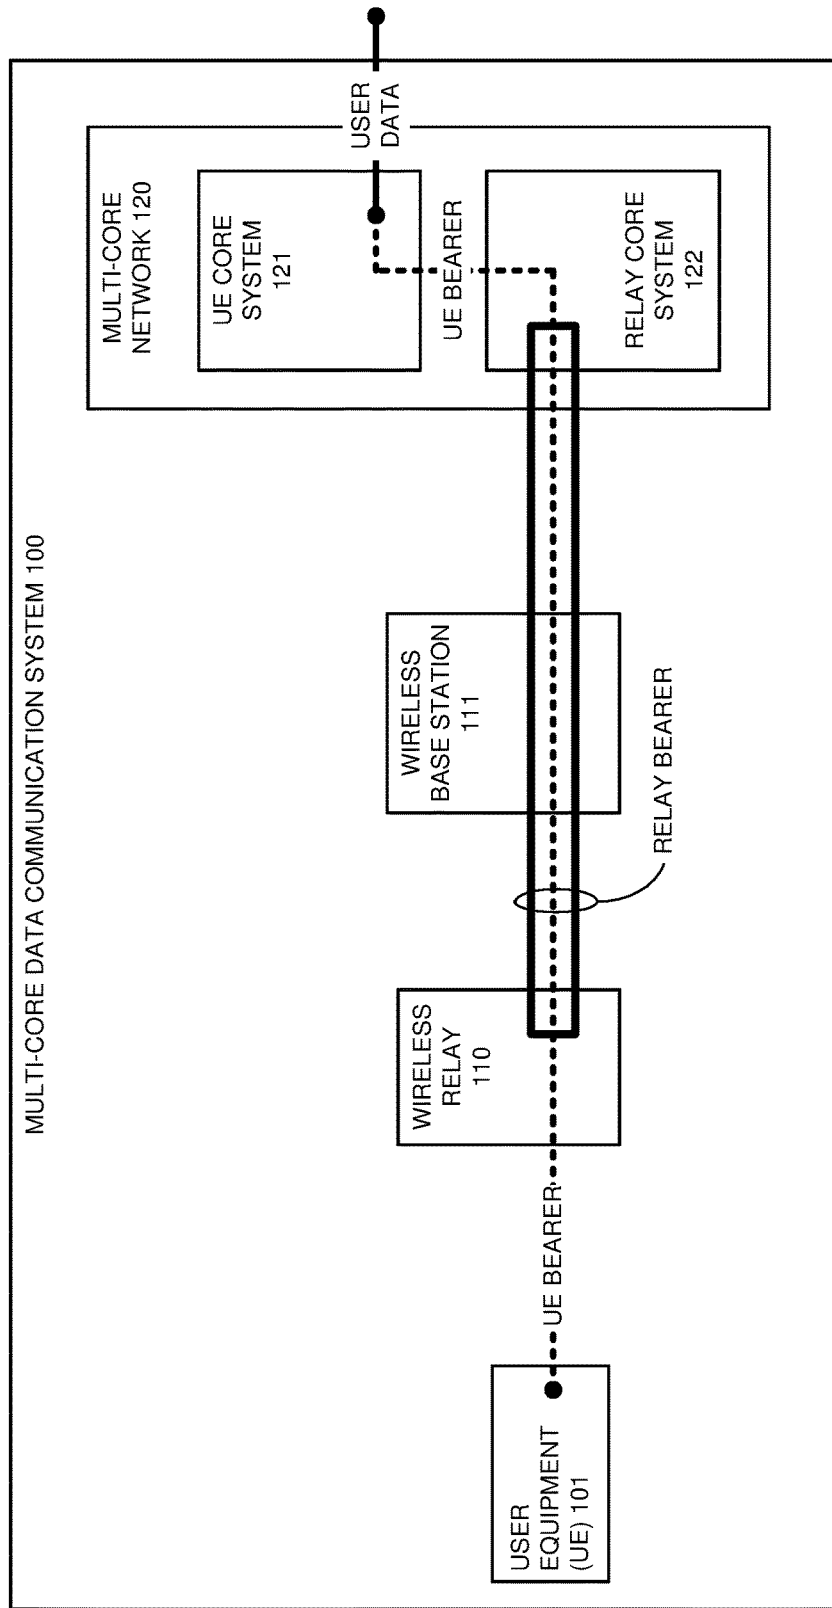 MULTI-CORE DATA COMMUNICATION SYSTEM 100
USER
EQUIPMENT
(UE) 101
UE BEARER
WIRELESS
RELAY
110
RELAY BEARER
WIRELESS
BASE STATION
111
MULTI-CORE
NETWORK 120
UE CORE
SYSTEM
121
UE BEARER
RELAY CORE
SYSTEM
122
USER
DATA